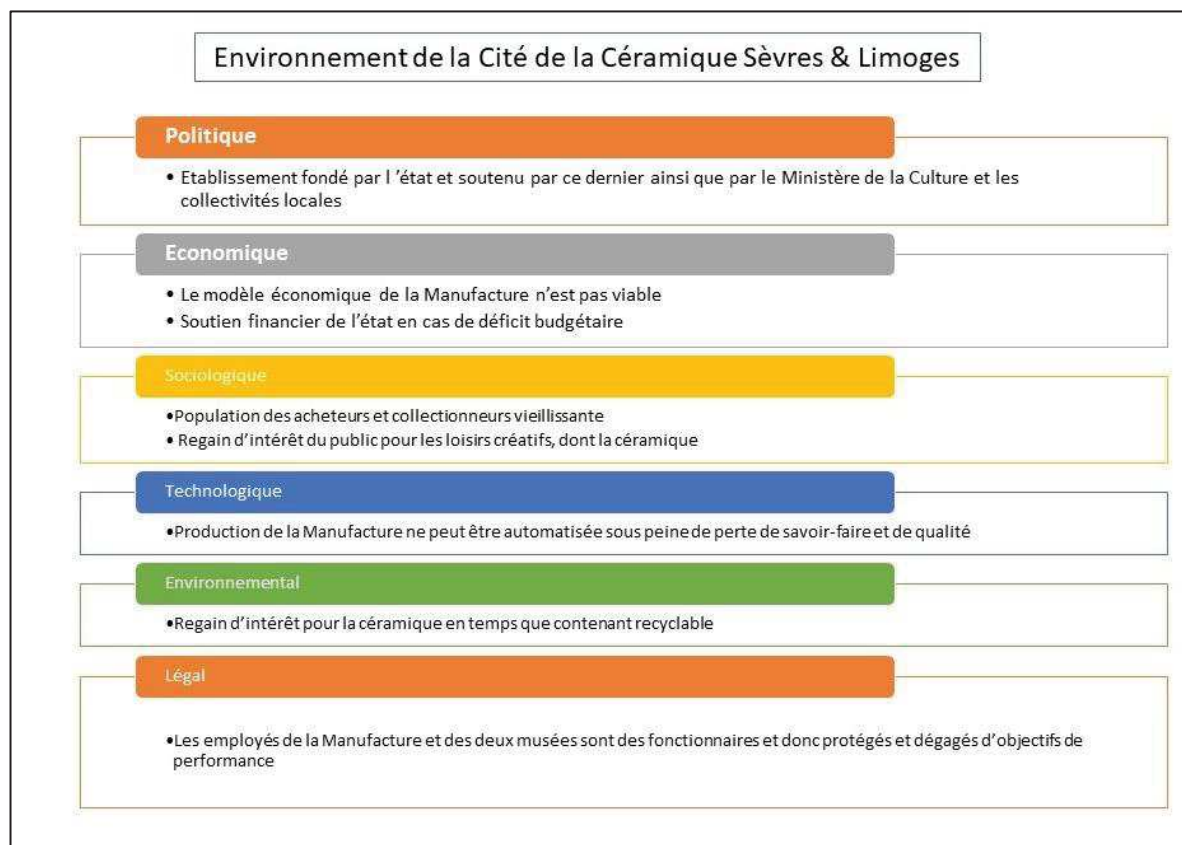 Environnement de la Cité de la Céramique Sèvres & Limoges
Politique
• Etablissement fondé par l 'état et soutenu par ce dernier ainsi que par le Ministère de la Culture et les
collectivités locales
Economique
• Le modèle économique de la Manufacture n'est pas viable
• Soutien financier de l'état en cas de déficit budgétaire
Sociologique
•Population des acheteurs et collectionneurs vieillissante
• Regain d'intérêt du public pour les loisirs créatifs, dont la céramique
Technologique
•Production de la Manufacture ne peut être automatisée sous peine de perte de savoir-faire et de qualité
Environnemental
•Regain d'intérêt pour la céramique en temps que contenant recyclable
Légal
•Les employés de la Manufacture et des deux musées sont des fonctionnaires et donc protégés et dégagés d'objectifs de
performance